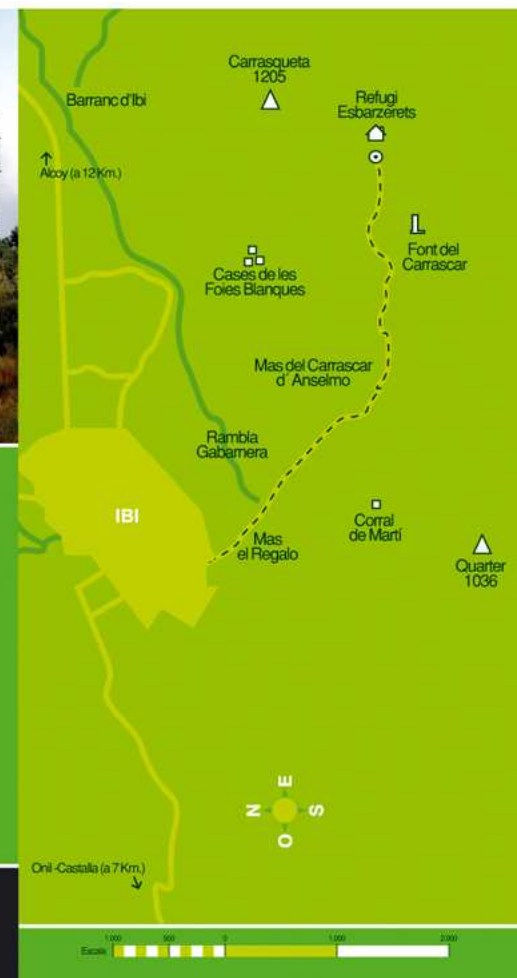 Carrasqueta
1205
Barranc d'Ibi
Refugi
Esbarzerets
Alcoy (a 12 Km.)
Font del
Carrascar
Cases de les
Foies Blanques
Mas del Carrascar
d´ Anselmo
Rambla
Gabarnera
IBI
Corral
de Martí
Mas
el Regalo
Quarter
1036
E
N
S
O
Onil -Castalla (a 7 Km.)
Escala
1.000
500
0
1.000
2.000